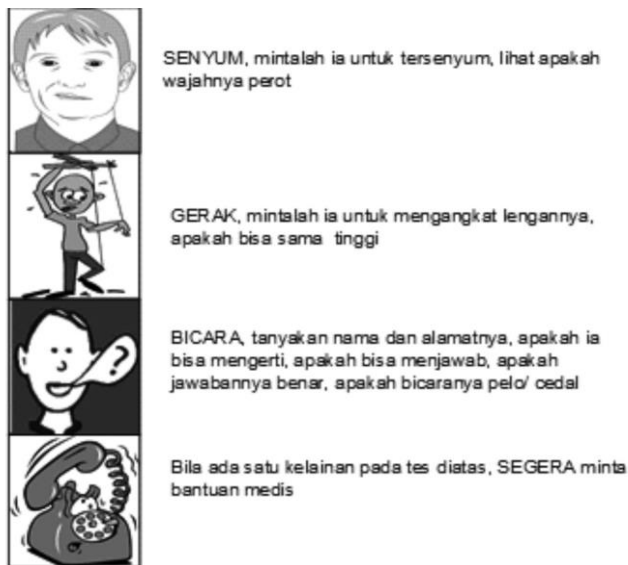 SENYUM, mintalah ia untuk tersenyum, lihat apakah
wajahnya perot
GERAK, mintalah ia untuk mengangkat lengannya,
apakah bisa sama tinggi
?
BICARA, tanyakan nama dan alamatnya, apakah ia
bisa mengerti, apakah bisa menjawab, apakah
jawabannya benar, apakah bicaranya pelo/ cedal
Bila ada satu kelainan pada tes diatas, SEGERA minta
bantuan medis